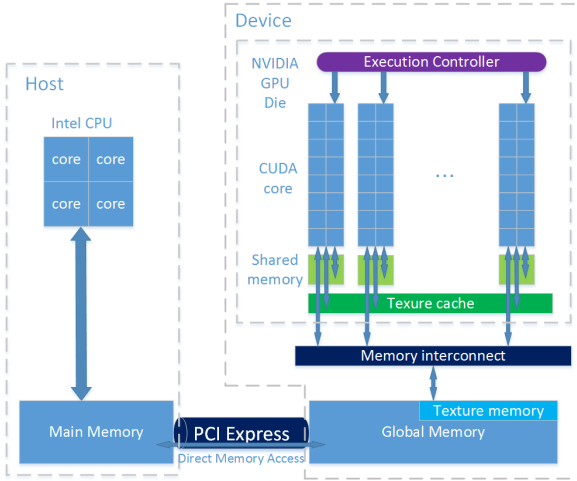 Device
Host
NVIDIA
GPU
Die
Execution Controller
Intel CPU
core core
core core
CUDA
core
...
Shared
memory
Texure cache
Memory interconnect
Texture memory
Main Memory
PCI Express
Global Memory
Direct Memory Access